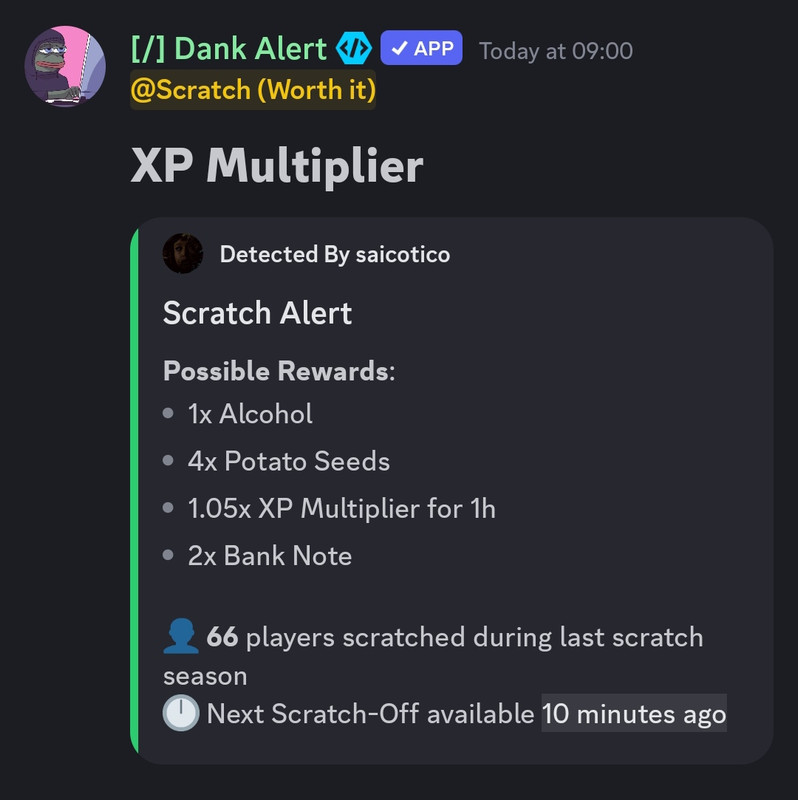 [/] Dank Alert </> ✓ APP Today at 09:00
@Scratch (Worth it)
XP Multiplier
Detected By saicotico
Scratch Alert
Possible Rewards:
• 1x Alcohol
• 4x Potato Seeds
• 1.05x XP Multiplier for 1h
• 2x Bank Note
👤 66 players scratched during last scratch
season
🕛 Next Scratch-Off available 10 minutes ago